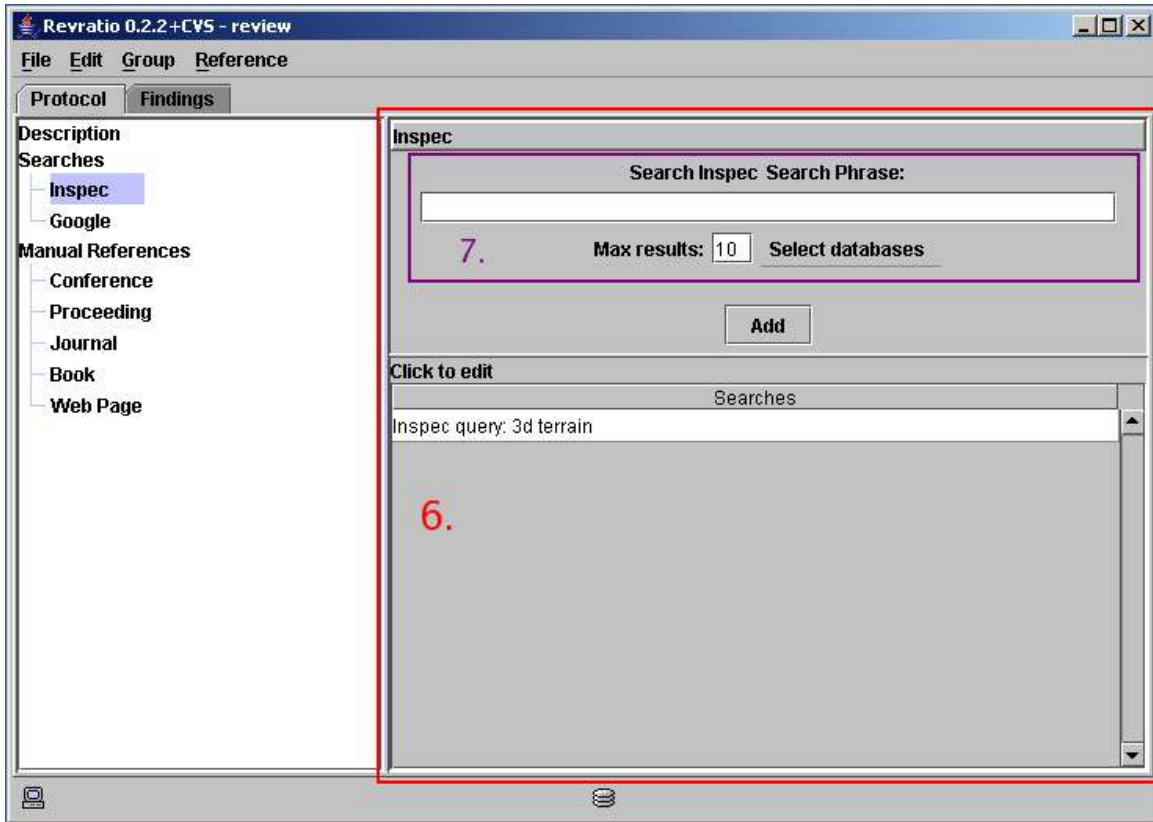 Revratio 0.2.2+CVS - review
File Edit Group Reference
Protocol Findings
Description
Searches
Inspec
Google
Manual References
Conference
Proceeding
Journal
Book
Web Page
Inspec
Search Inspec Search Phrase:
7.
Max results: 10 Select databases
Add
Click to edit
Searches
Inspec query: 3d terrain
6.